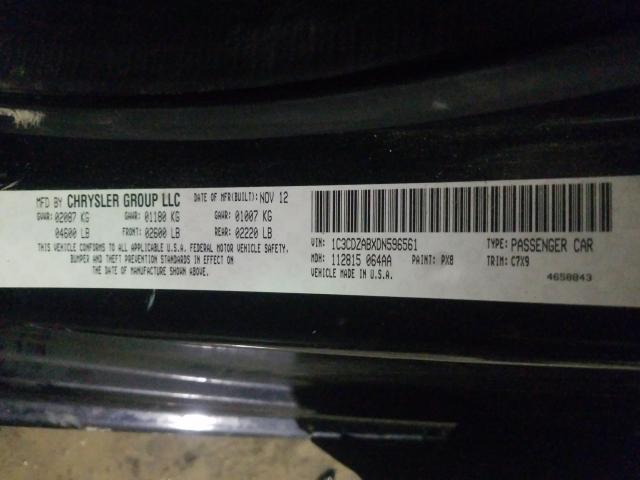 MFD BY CHRYSLER GROUP LLC DATE OF MFR(BUILT): NOV 12
GVWR: 02087 KG GAWR: 01180 KG GAWR: 01007 KG
04600 LB FRONT: 02600 LB REAR: 02220 LB
THIS VEHICLE CONFORMS TO ALL APPLICABLE U.S.A. FEDERAL MOTOR VEHICLE SAFETY,
BUMPER AND THEFT PREVENTION STANDARDS IN EFFECT ON
THE DATE OF MANUFACTURE SHOWN ABOVE.
VIN: 1C3CDZABXDN596561 TYPE: PASSENGER CAR
MDH: 112815 064AA PAINT: PX8 TRIM: C7X9
VEHICLE MADE IN U.S.A. 4658843